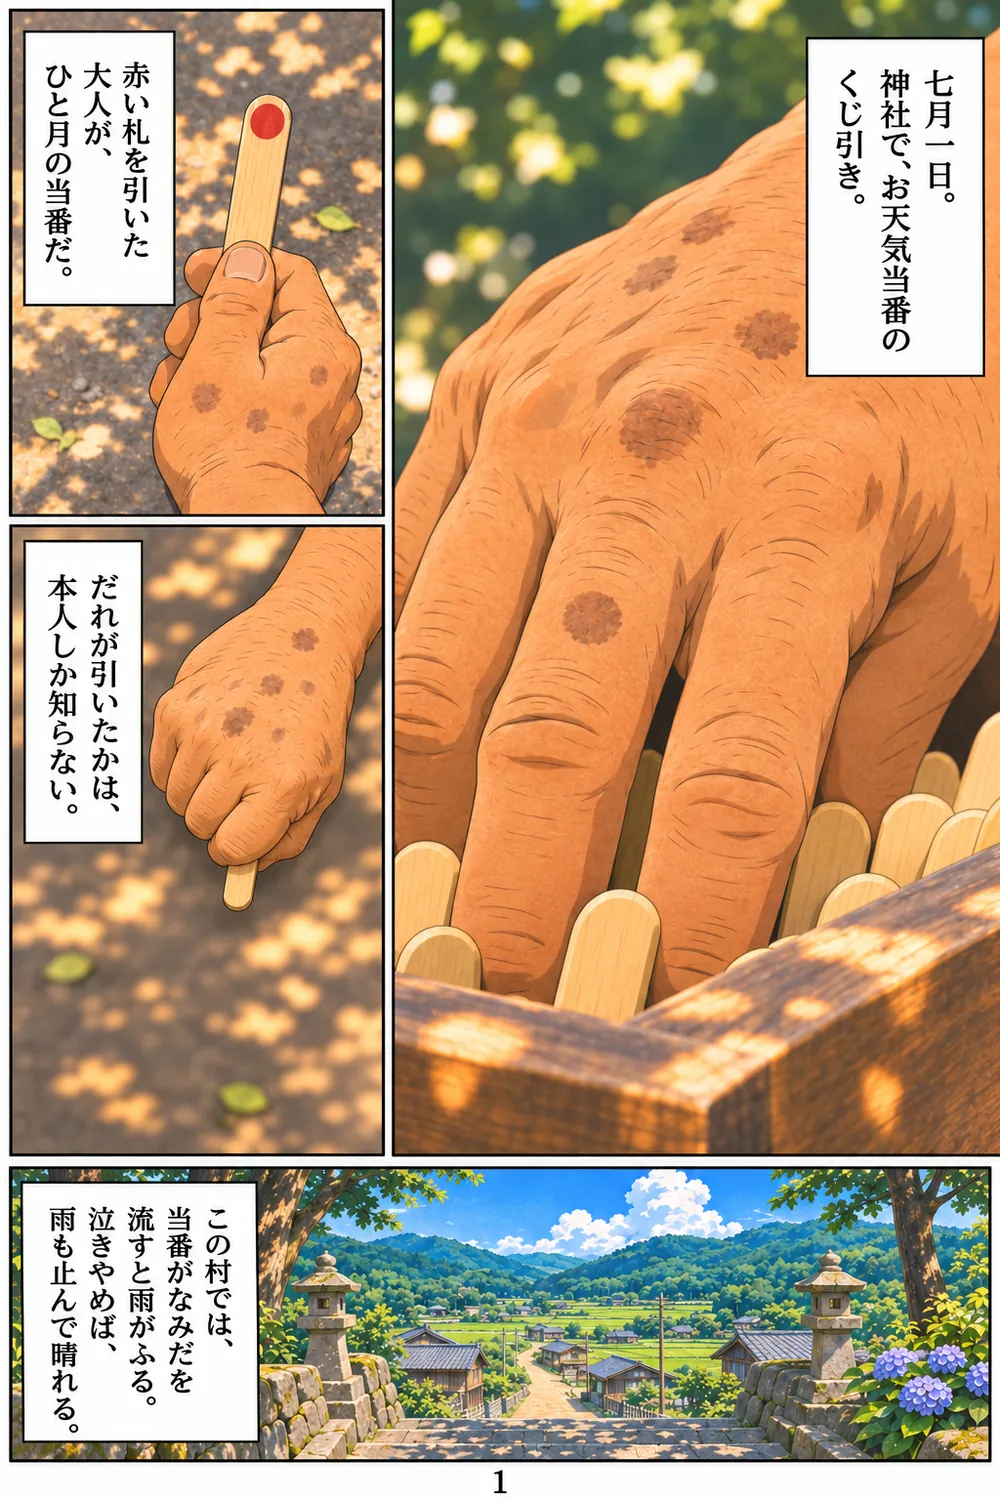 七月一日。
神社で、お天気当番の
くじ引き。
赤い札を引いた
大人が、
ひと月の当番だ。
だれが引いたかは、
本人しか知らない。
この村では、
当番がなみだを
流すと雨がふる。
泣きやめば、
雨も止んで晴れる。
1